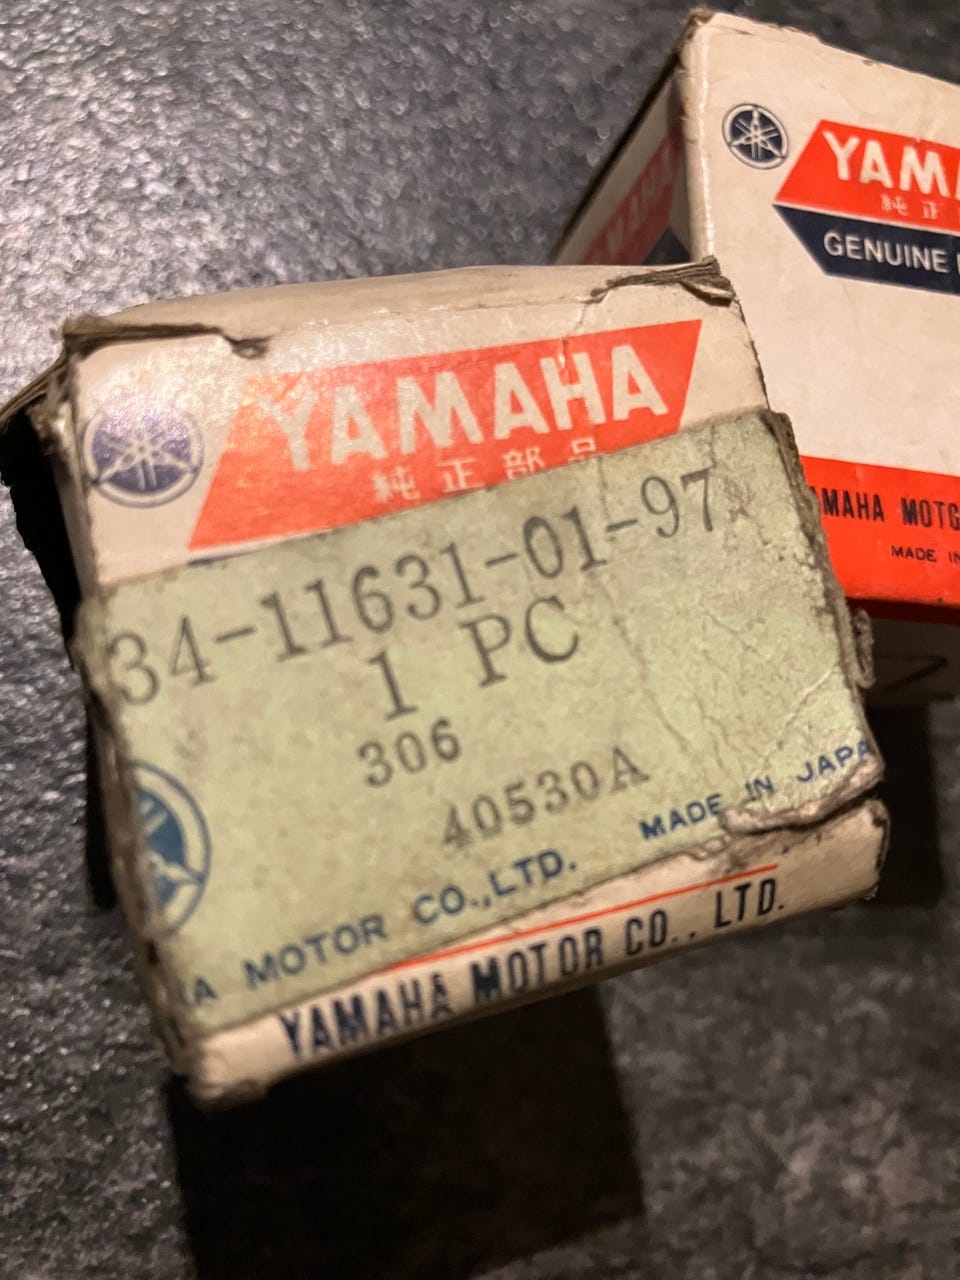 YAMAHA
純正部品
34-11631-01-97
1 PC
306
40530A
MADE IN JAPA
A MOTOR CO.,LTD.
YAMAHA MOTOR CO., LTD.
YAMA
純正
GENUINE
AMAHA MOTO
MADE IN